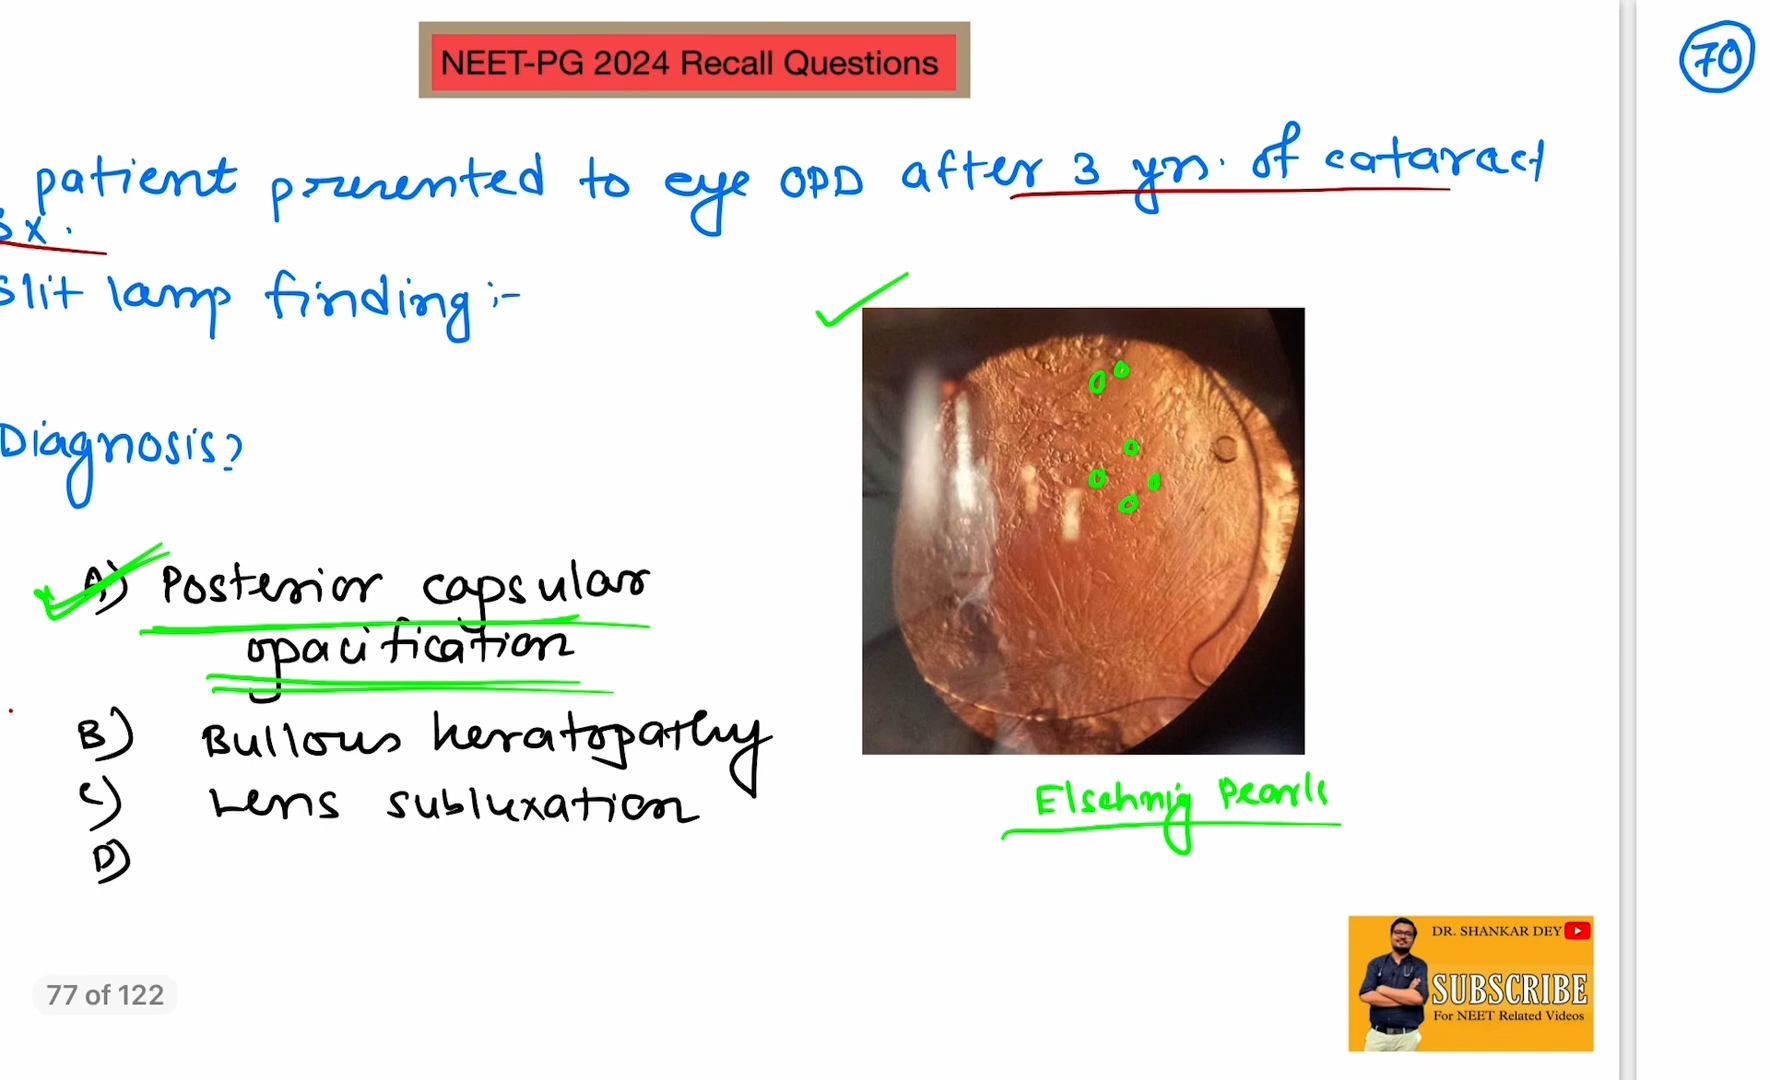 NEET-PG 2024 Recall Questions
70
patient presented to eye OPD after 3 yrs. of cataract
sx.
slit lamp finding :-
Diagnosis?
A) Posterior capsular
opacification
B) Bullous keratopathy
C) Lens subluxation
D)
Elschnig Pearls
DR. SHANKAR DEY
SUBSCRIBE
For NEET Related Videos
77 of 122